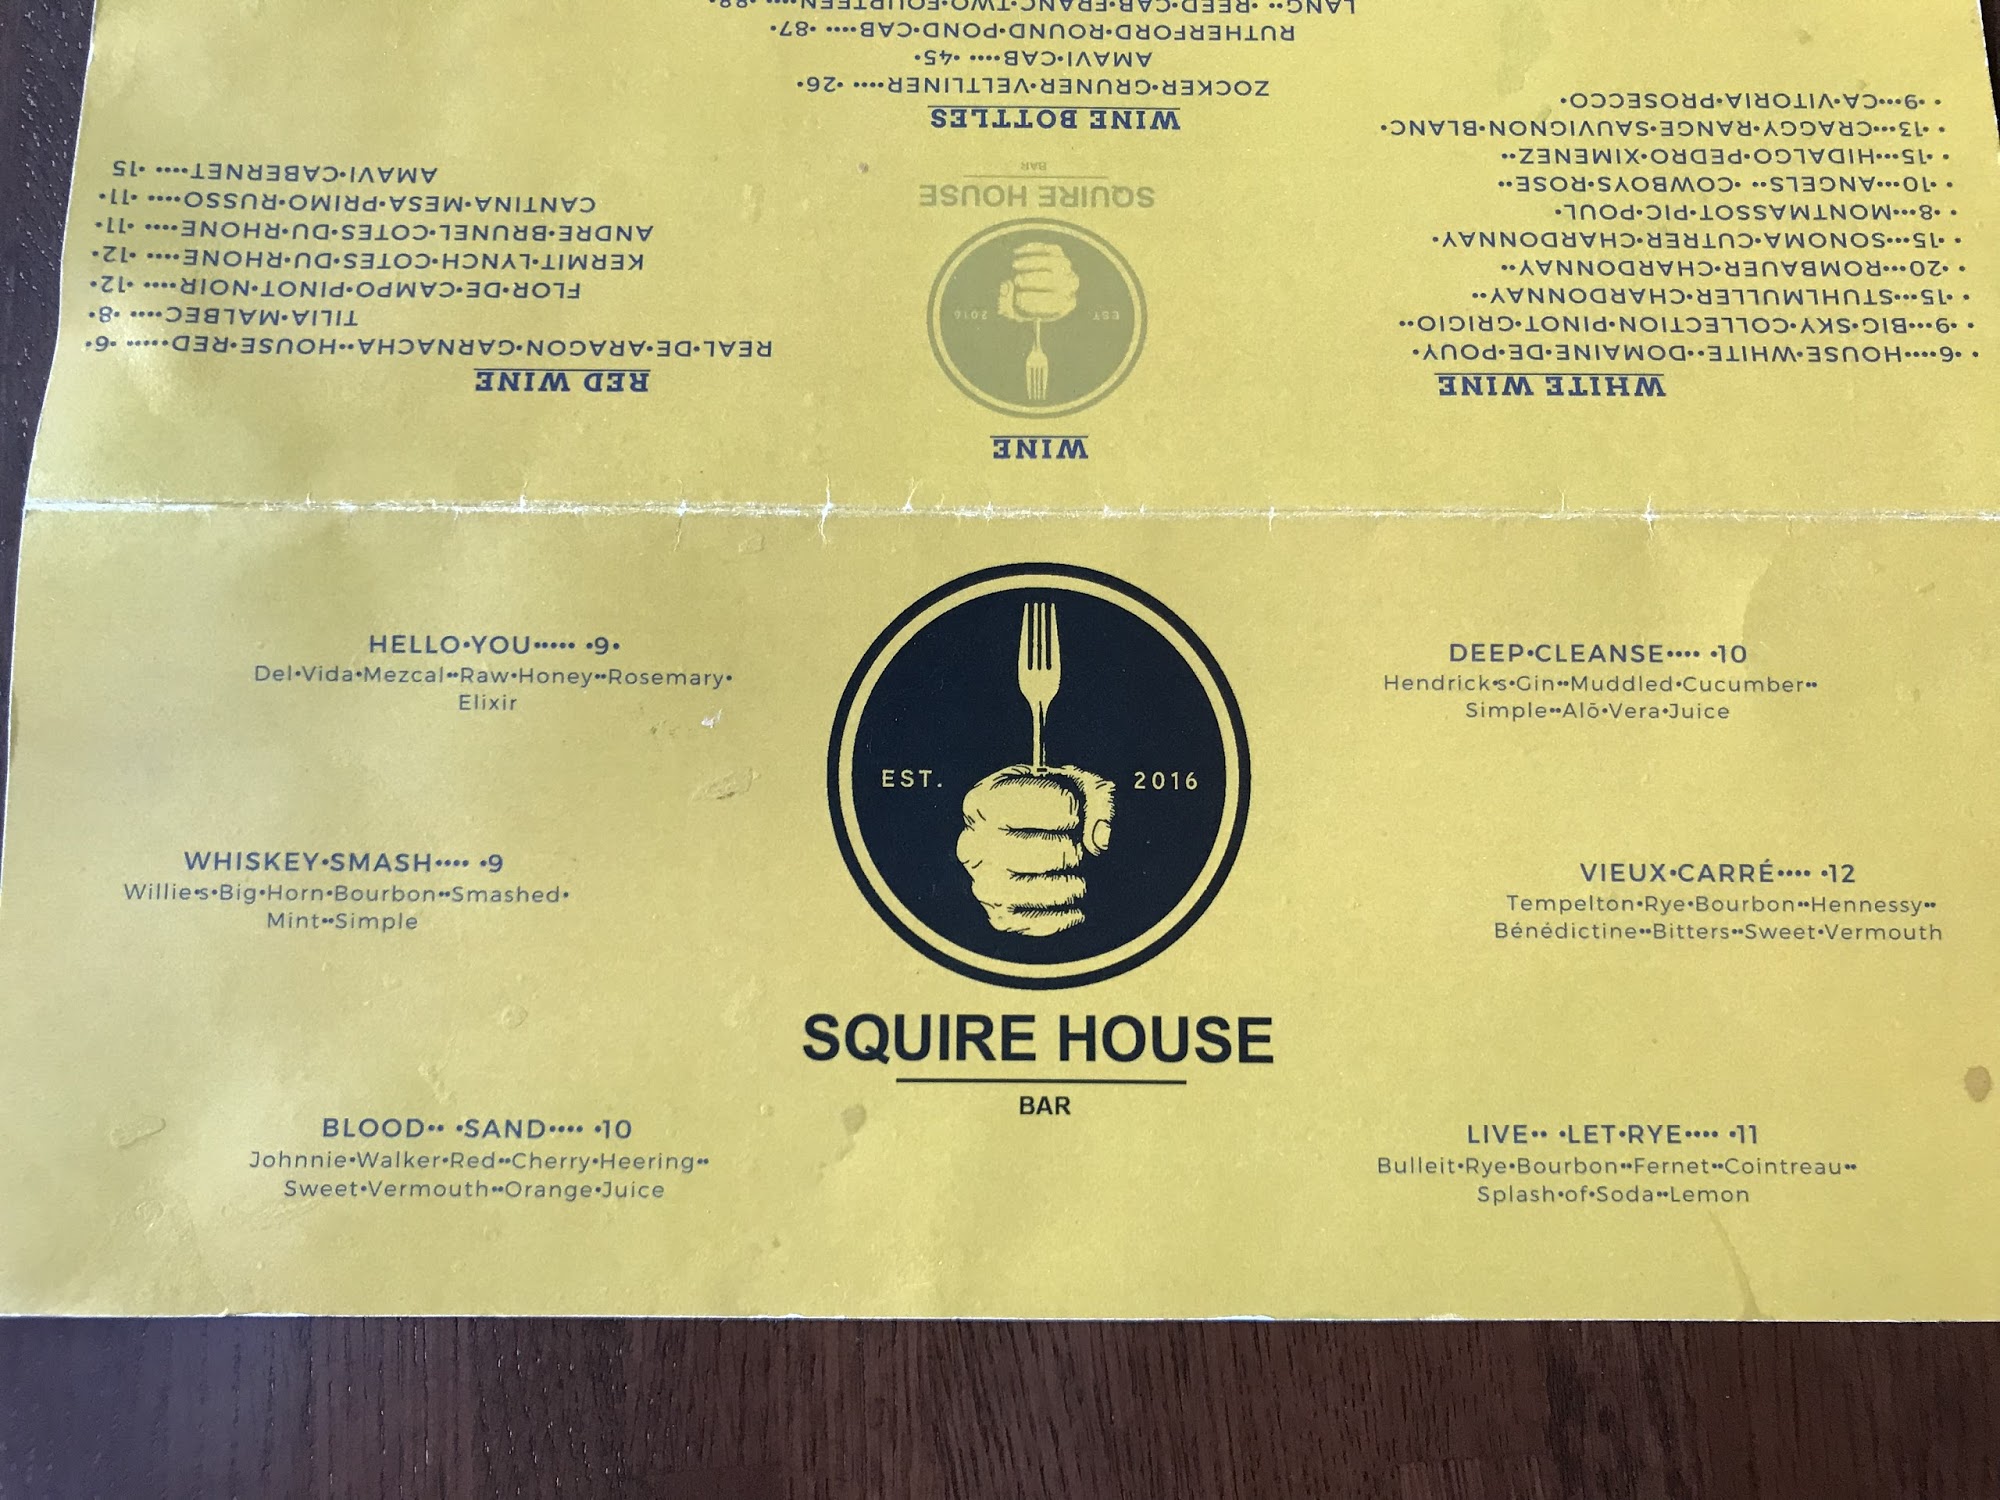 HELLO•YOU••••• •9•
Del•Vida•Mezcal••Raw•Honey••Rosemary•
Elixir
WHISKEY•SMASH•••• •9
Willie•s•Big•Horn•Bourbon••Smashed•
Mint••Simple
BLOOD•• •SAND•••• •10
Johnnie•Walker•Red••Cherry•Heering••
Sweet•Vermouth••Orange•Juice
EST. 2016
SQUIRE HOUSE
BAR
DEEP•CLEANSE•••• •10
Hendrick•s•Gin••Muddled•Cucumber••
Simple••Alō•Vera•Juice
VIEUX•CARRÉ•••• •12
Tempelton•Rye•Bourbon••Hennessy••
Bénédictine••Bitters••Sweet•Vermouth
LIVE•• •LET•RYE•••• •11
Bulleit•Rye•Bourbon••Fernet••Cointreau••
Splash•of•Soda••Lemon
WINE
WHITE WINE
• •6••••HOUSE•WHITE••DOMAINE•DE•POUY•
• •9•••BIG•SKY•COLLECTION•PINOT•GRIGIO••
• •15•••STUHLMULLER•CHARDONNAY••
• •20•••ROMBAUER•CHARDONNAY••
• •15•••SONOMA•CUTRER•CHARDONNAY•
• •8•••MONTMASSOT•PIC•POUL•
• •10•••ANGELS•• •COWBOYS•ROSE••
• •15•••HIDALGO•PEDRO•XIMENEZ••
• •13•••CRAGGY•RANGE•SAUVIGNON•BLANC•
• •9•••CA•VITORIA•PROSECCO•
EST. 2016
SQUIRE HOUSE
BAR
WINE BOTTLES
ZOCKER•GRUNER•VELTLINER•••• •26•
AMAVI•CAB•••• •45•
RUTHERFORD•ROUND•POND•CAB•••• •87•
LANG•• •REED•CAB•FRANC•TWO•FOURTEEN•••• •88•
RED WINE
REAL•DE•ARAGON•GARNACHA••HOUSE•RED••••• •6•
TILIA•MALBEC•••• •8•
FLOR•DE•CAMPO•PINOT•NOIR•••• •12•
KERMIT•LYNCH•COTES•DU•RHONE•••• •12•
ANDRE•BRUNEL•COTES•DU•RHONE•••• •11•
CANTINA•MESA•PRIMO•RUSSO•••• •11•
AMAVI•CABERNET••••• •15